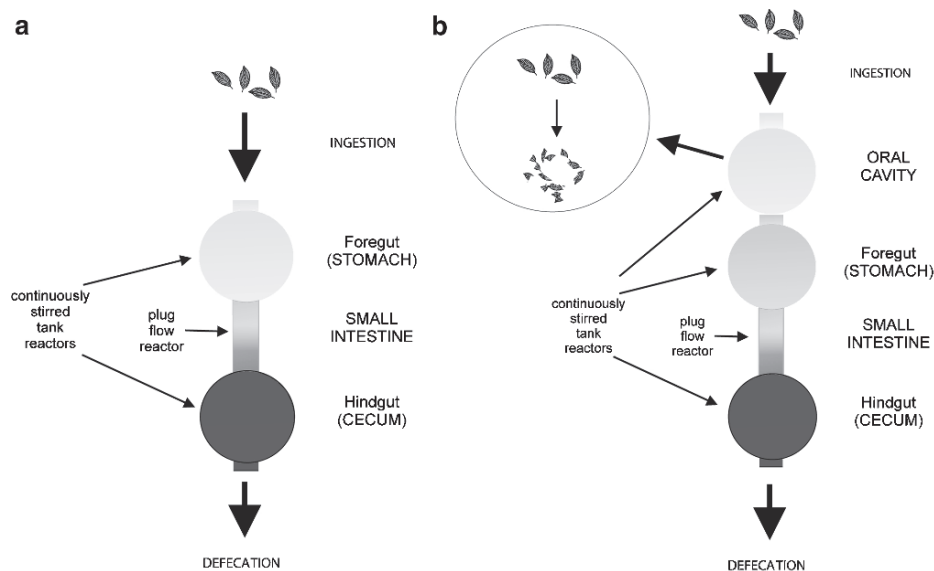 a
INGESTION
Foregut
(STOMACH)
continuously
stirred
tank
reactors
plug
flow
reactor
SMALL
INTESTINE
Hindgut
(CECUM)
DEFECATION
b
INGESTION
ORAL
CAVITY
Foregut
(STOMACH)
continuously
stirred
tank
reactors
plug
flow
reactor
SMALL
INTESTINE
Hindgut
(CECUM)
DEFECATION